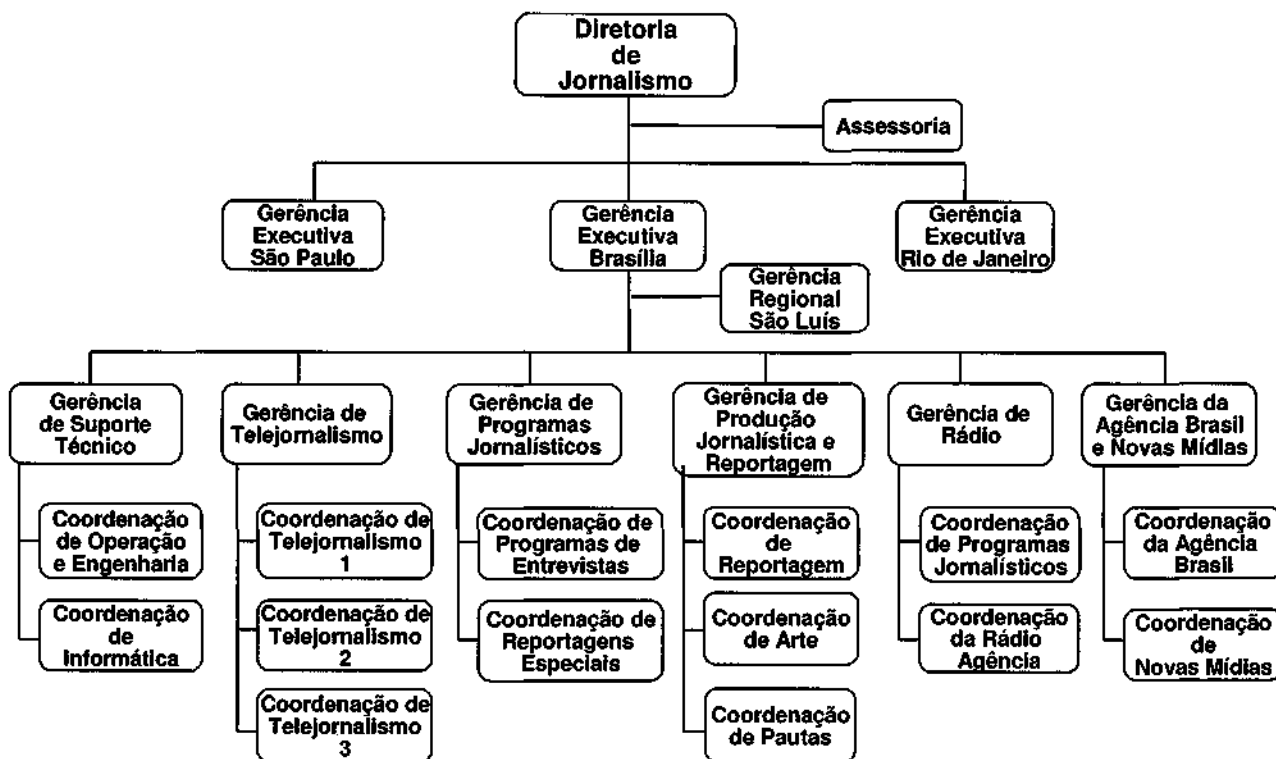 Diretoria
de
Jornalismo
Assessoria
Gerência
Executiva
São Paulo
Gerência
Executiva
Brasília
Gerência
Executiva
Rio de Janeiro
Gerência
Regional
São Luís
Gerência
de Suporte
Técnico
Gerência de
Telejornalismo
Gerência de
Programas
Jornalísticos
Gerência de
Produção
Jornalística e
Reportagem
Gerência de
Rádio
Gerência da
Agência Brasil
e Novas Mídias
Coordenação
de Operação
e Engenharia
Coordenação
de
Informática
Coordenação de
Telejornalismo
1
Coordenação de
Telejornalismo
2
Coordenação de
Telejornalismo
3
Coordenação de
Programas de
Entrevistas
Coordenação de
Reportagens
Especiais
Coordenação
de
Reportagem
Coordenação
de Arte
Coordenação
de Pautas
Coordenação
de Programas
Jornalísticos
Coordenação
da Rádio
Agência
Coordenação
da Agência
Brasil
Coordenação
de
Novas Mídias